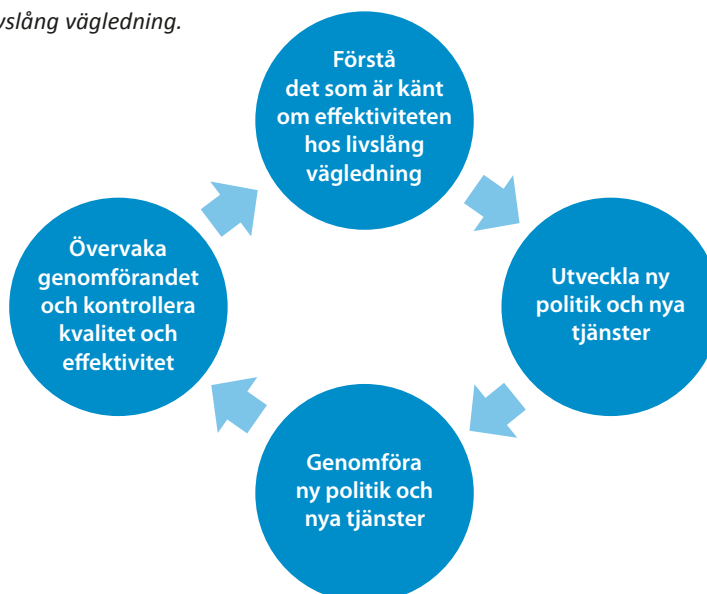 vslång vägledning.
Förstå
det som är känt
om effektiviteten
hos livslång
vägledning
Utveckla ny
politik och nya
tjänster
Genomföra
ny politik och
nya tjänster
Övervaka
genomförandet
och kontrollera
kvalitet och
effektivitet